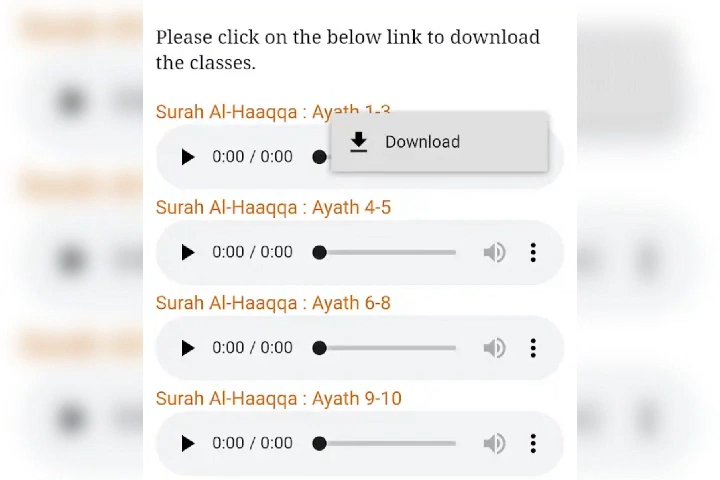 Please click on the below link to download
the classes.
Surah Al-Haaqqa : Ayath 1-3
Download
0:00 / 0:00
Surah Al-Haaqqa : Ayath 4-5
0:00 / 0:00
Surah Al-Haaqqa : Ayath 6-8
0:00 / 0:00
Surah Al-Haaqqa : Ayath 9-10
0:00 / 0:00